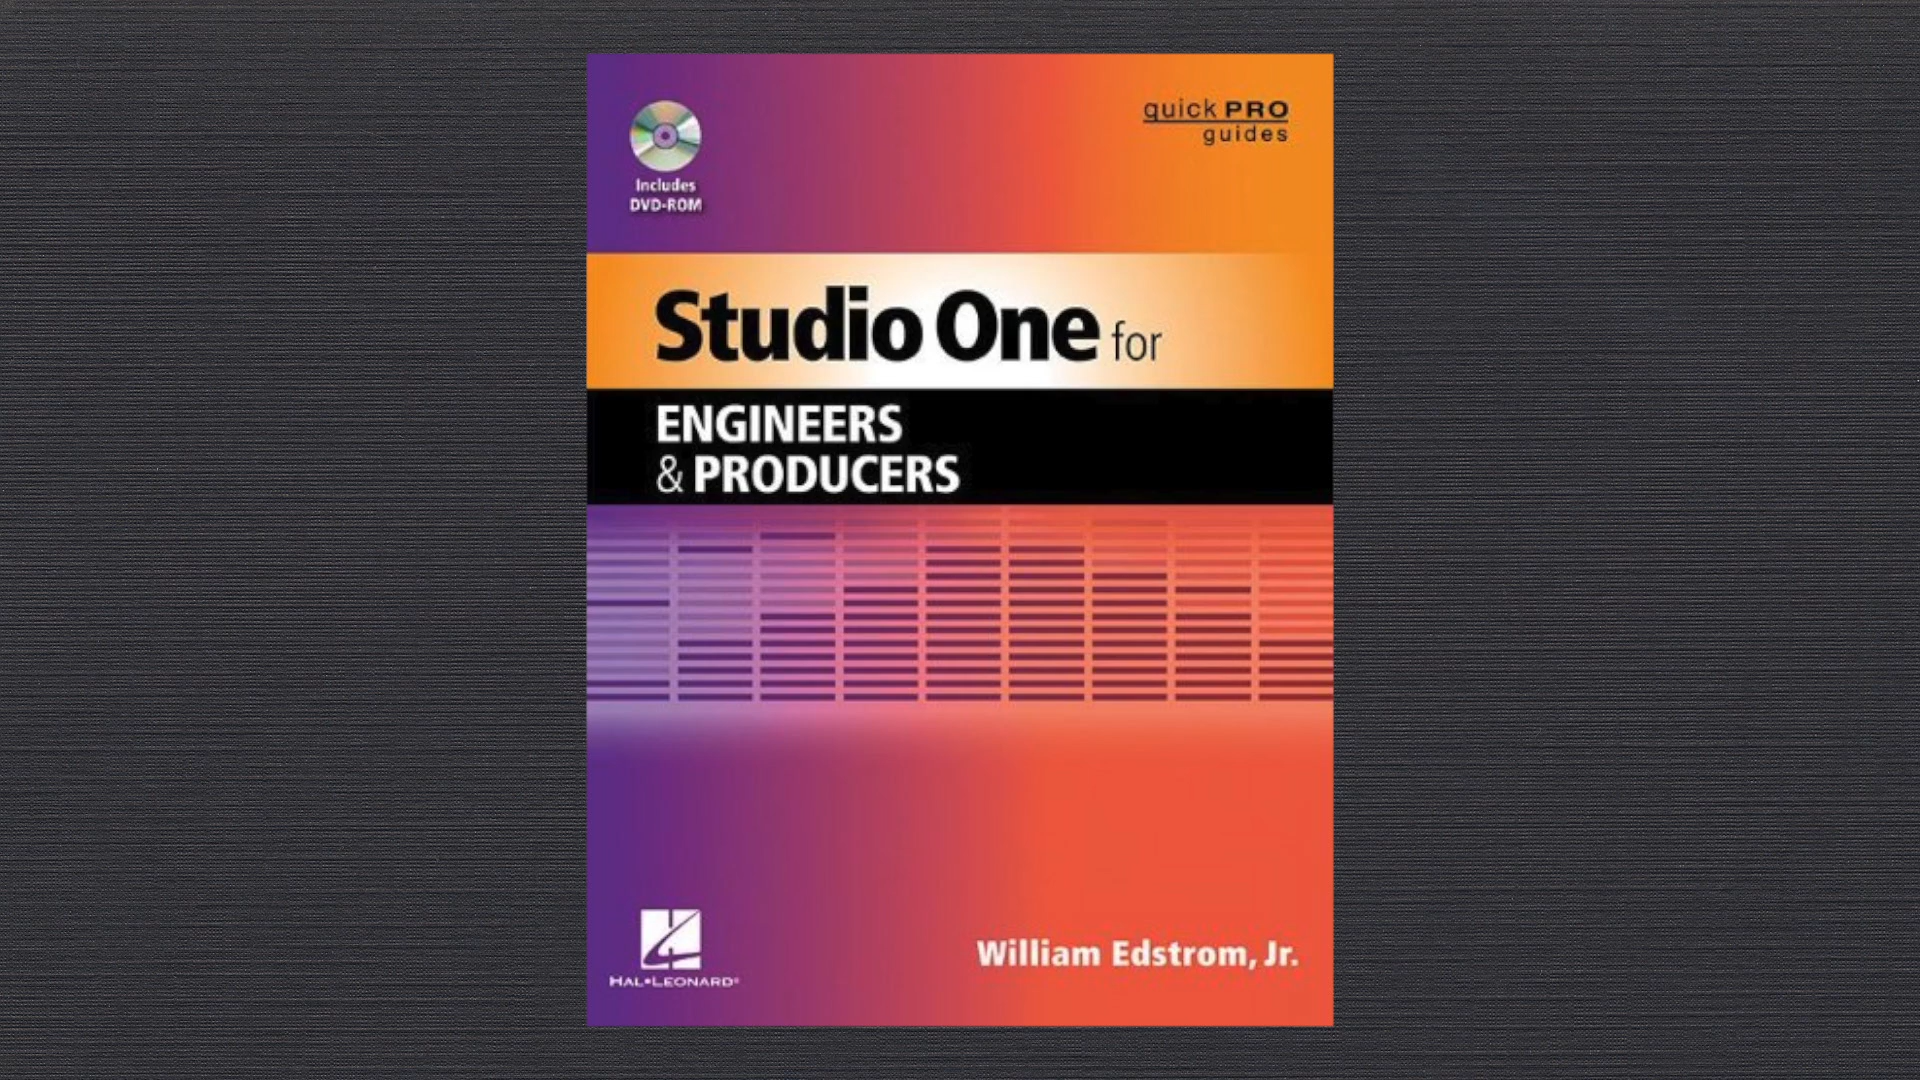 quick PRO
guides
Includes
DVD-ROM
Studio One for
ENGINEERS
& PRODUCERS
William Edstrom, Jr.
HAL•LEONARD®